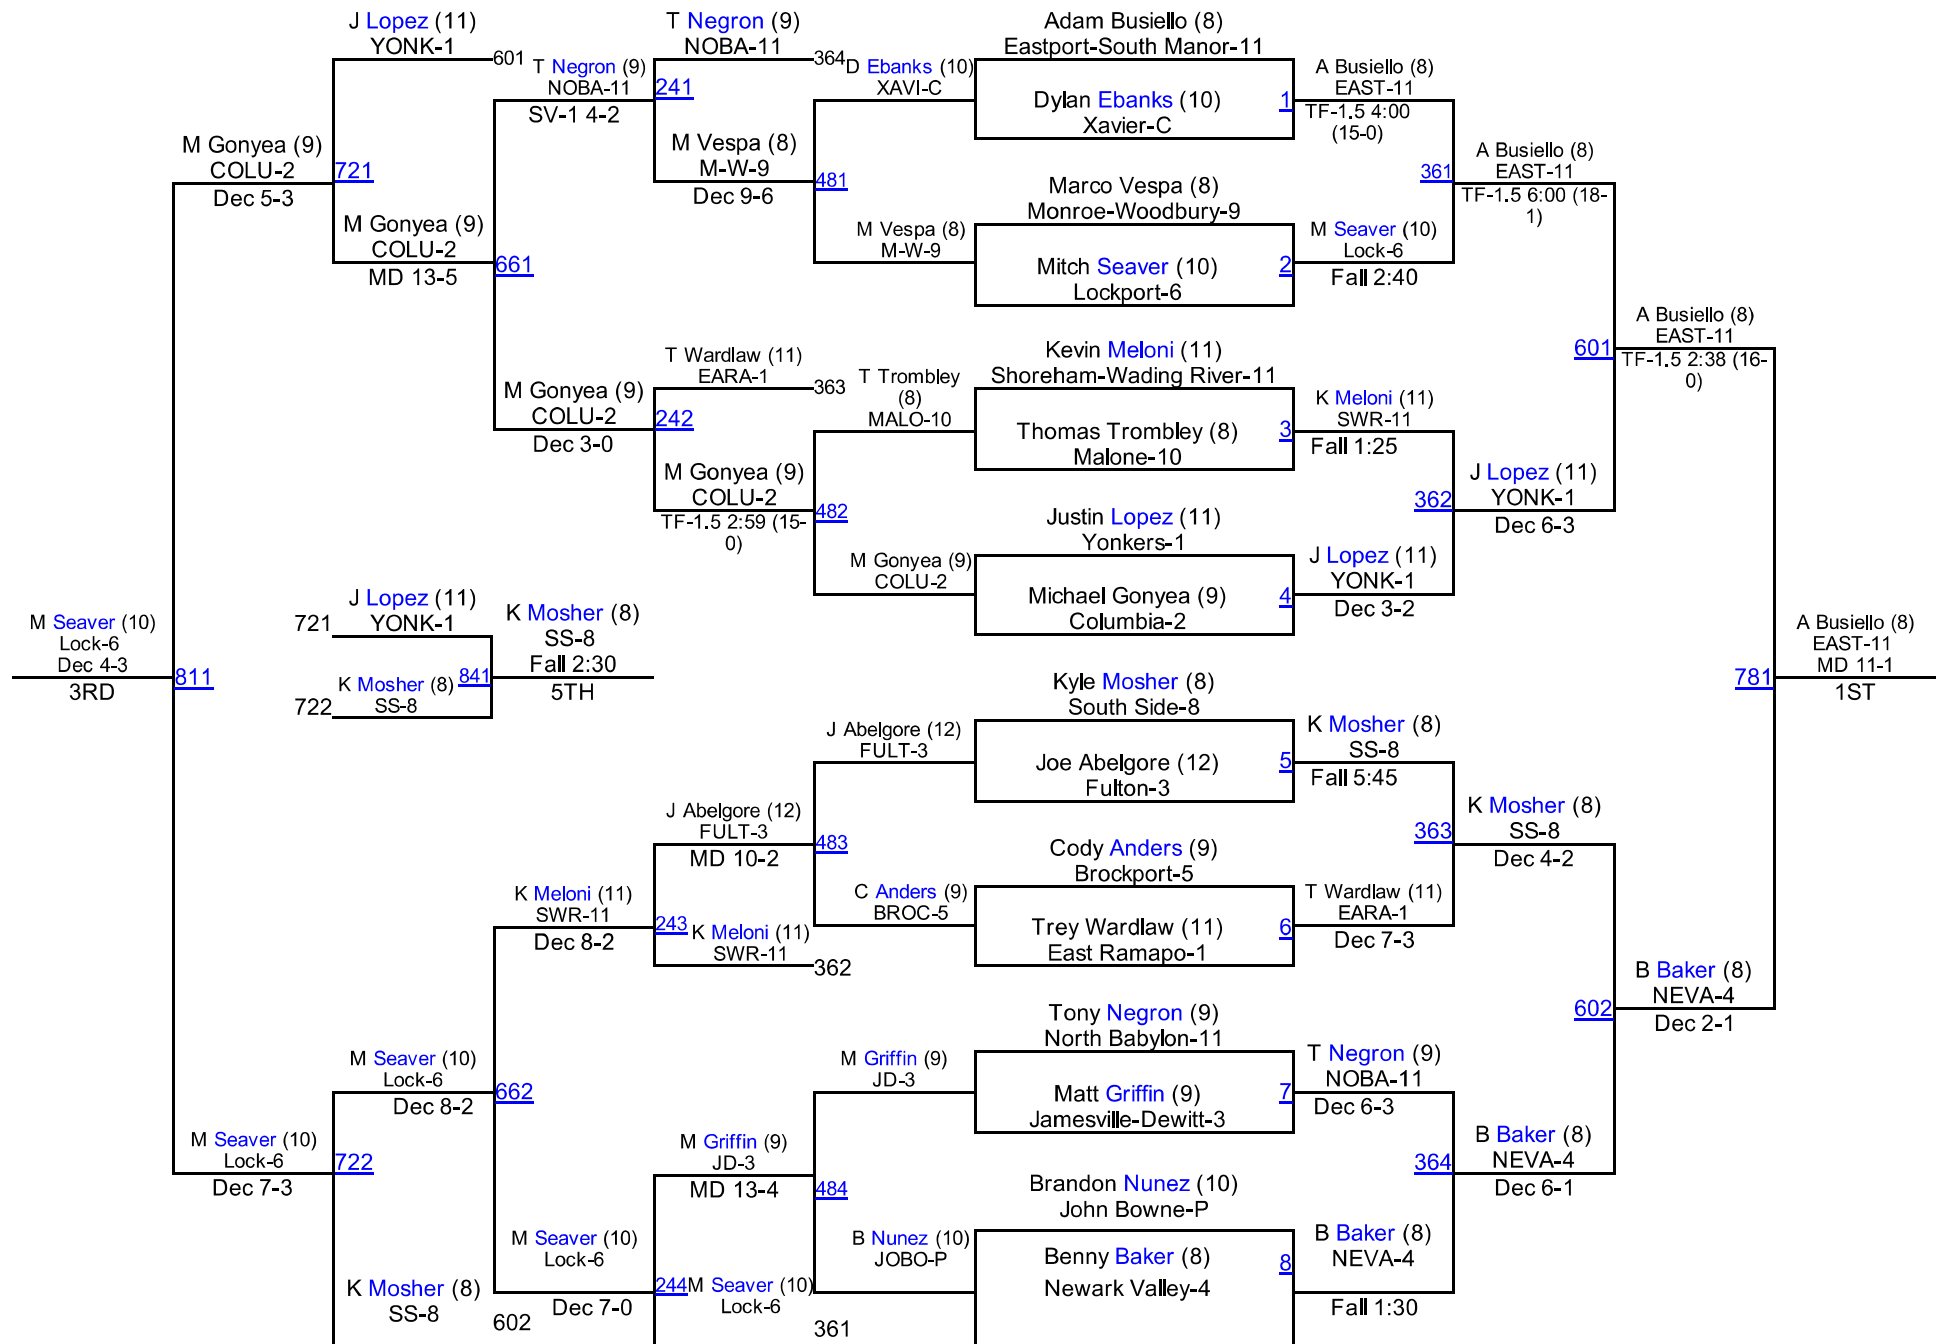 J Lopez (11)
YONK-1
601
T Negron (9)
NOBA-11
364
T Negron (9)
NOBA-11
SV-1 4-2
241
D Ebanks (10)
XAVI-C
Adam Busiello (8)
Eastport-South Manor-11
Dylan Ebanks (10)
Xavier-C
1
A Busiello (8)
EAST-11
TF-1.5 4:00
(15-0)
M Gonyea (9)
COLU-2
Dec 5-3
721
M Vespa (8)
M-W-9
Dec 9-6
481
Marco Vespa (8)
Monroe-Woodbury-9
361
A Busiello (8)
EAST-11
TF-1.5 6:00 (18-
1)
M Gonyea (9)
COLU-2
MD 13-5
661
M Vespa (8)
M-W-9
Mitch Seaver (10)
Lockport-6
2
M Seaver (10)
Lock-6
Fall 2:40
T Wardlaw (11)
EARA-1
363
Kevin Meloni (11)
Shoreham-Wading River-11
601
A Busiello (8)
EAST-11
TF-1.5 2:38 (16-
0)
M Gonyea (9)
COLU-2
Dec 3-0
242
T Trombley
(8)
MALO-10
Thomas Trombley (8)
Malone-10
3
K Meloni (11)
SWR-11
Fall 1:25
M Gonyea (9)
COLU-2
TF-1.5 2:59 (15-
0)
482
Justin Lopez (11)
Yonkers-1
362
J Lopez (11)
YONK-1
Dec 6-3
M Gonyea (9)
COLU-2
Michael Gonyea (9)
Columbia-2
4
J Lopez (11)
YONK-1
Dec 3-2
M Seaver (10)
Lock-6
Dec 4-3
3RD
811
721
J Lopez (11)
YONK-1
722
K Mosher (8)
SS-8
841
K Mosher (8)
SS-8
Fall 2:30
5TH
781
A Busiello (8)
EAST-11
MD 11-1
1ST
Kyle Mosher (8)
South Side-8
J Abelgore (12)
FULT-3
Joe Abelgore (12)
Fulton-3
5
K Mosher (8)
SS-8
Fall 5:45
J Abelgore (12)
FULT-3
MD 10-2
483
Cody Anders (9)
Brockport-5
363
K Mosher (8)
SS-8
Dec 4-2
K Meloni (11)
SWR-11
Dec 8-2
243
K Meloni (11)
SWR-11
362
C Anders (9)
BROC-5
Trey Wardlaw (11)
East Ramapo-1
6
T Wardlaw (11)
EARA-1
Dec 7-3
602
B Baker (8)
NEVA-4
Dec 2-1
Tony Negron (9)
North Babylon-11
M Seaver (10)
Lock-6
Dec 8-2
662
M Griffin (9)
JD-3
Matt Griffin (9)
Jamesville-Dewitt-3
7
T Negron (9)
NOBA-11
Dec 6-3
M Seaver (10)
Lock-6
Dec 7-3
722
M Griffin (9)
JD-3
MD 13-4
484
Brandon Nunez (10)
John Bowne-P
364
B Baker (8)
NEVA-4
Dec 6-1
M Seaver (10)
Lock-6
Dec 7-0
244
M Seaver (10)
Lock-6
361
B Nunez (10)
JOBO-P
Benny Baker (8)
Newark Valley-4
8
B Baker (8)
NEVA-4
Fall 1:30
K Mosher (8)
SS-8
602